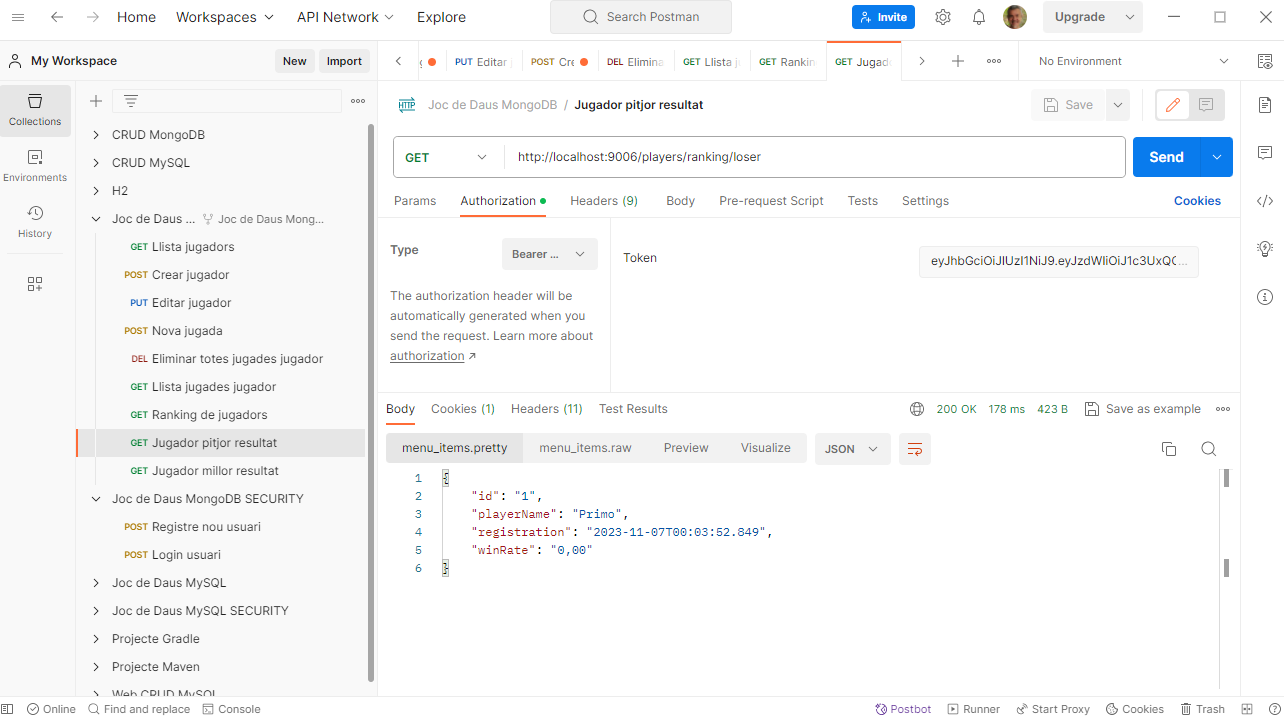 Home Workspaces API Network Explore Search Postman Invite Upgrade
My Workspace New Import PUT Editar POST Cre DEL Elimina GET Llista j GET Rankin GET Jugado No Environment
Collections
Environments
History
CRUD MongoDB
CRUD MySQL
H2
Joc de Daus ... Joc de Daus Mong...
GET Llista jugadors
POST Crear jugador
PUT Editar jugador
POST Nova jugada
DEL Eliminar totes jugades jugador
GET Llista jugades jugador
GET Ranking de jugadors
GET Jugador pitjor resultat
GET Jugador millor resultat
Joc de Daus MongoDB SECURITY
POST Registre nou usuari
POST Login usuari
Joc de Daus MySQL
Joc de Daus MySQL SECURITY
Projecte Gradle
Projecte Maven
Web CRUD MySQL
HTTP Joc de Daus MongoDB / Jugador pitjor resultat Save
GET http://localhost:9006/players/ranking/loser Send
Params Authorization Headers (9) Body Pre-request Script Tests Settings Cookies
Type Bearer ...
The authorization header will be
automatically generated when you
send the request. Learn more about
authorization ↗
Token eyJhbGciOiJIUzI1NiJ9.eyJzdWIiOiJ1c3UxQG...
Body Cookies (1) Headers (11) Test Results 200 OK 178 ms 423 B Save as example
menu_items.pretty menu_items.raw Preview Visualize JSON
1 {
2 "id": "1",
3 "playerName": "Primo",
4 "registration": "2023-11-07T00:03:52.849",
5 "winRate": "0,00"
6 }
Online Find and replace Console Postbot Runner Start Proxy Cookies Trash